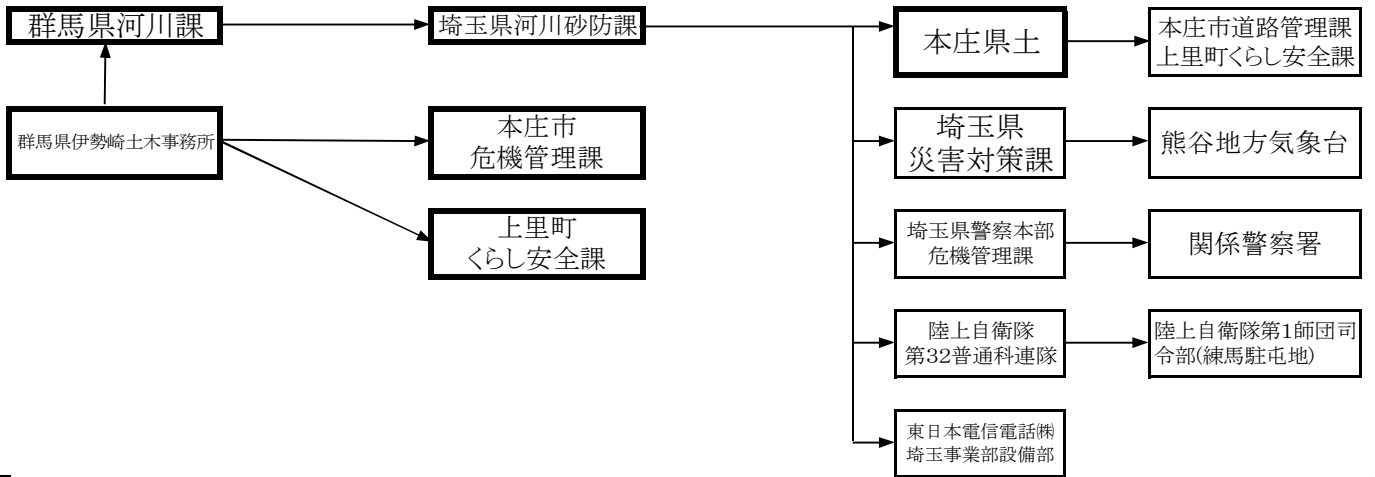 群馬県河川課
埼玉県河川砂防課
本庄県土
本庄市道路管理課
上里町くらし安全課
群馬県伊勢崎土木事務所
本庄市
危機管理課
埼玉県
災害対策課
熊谷地方気象台
上里町
くらし安全課
埼玉県警察本部
危機管理課
関係警察署
陸上自衛隊
第32普通科連隊
陸上自衛隊第1師団司
令部(練馬駐屯地)
東日本電信電話㈱
埼玉事業部設備部